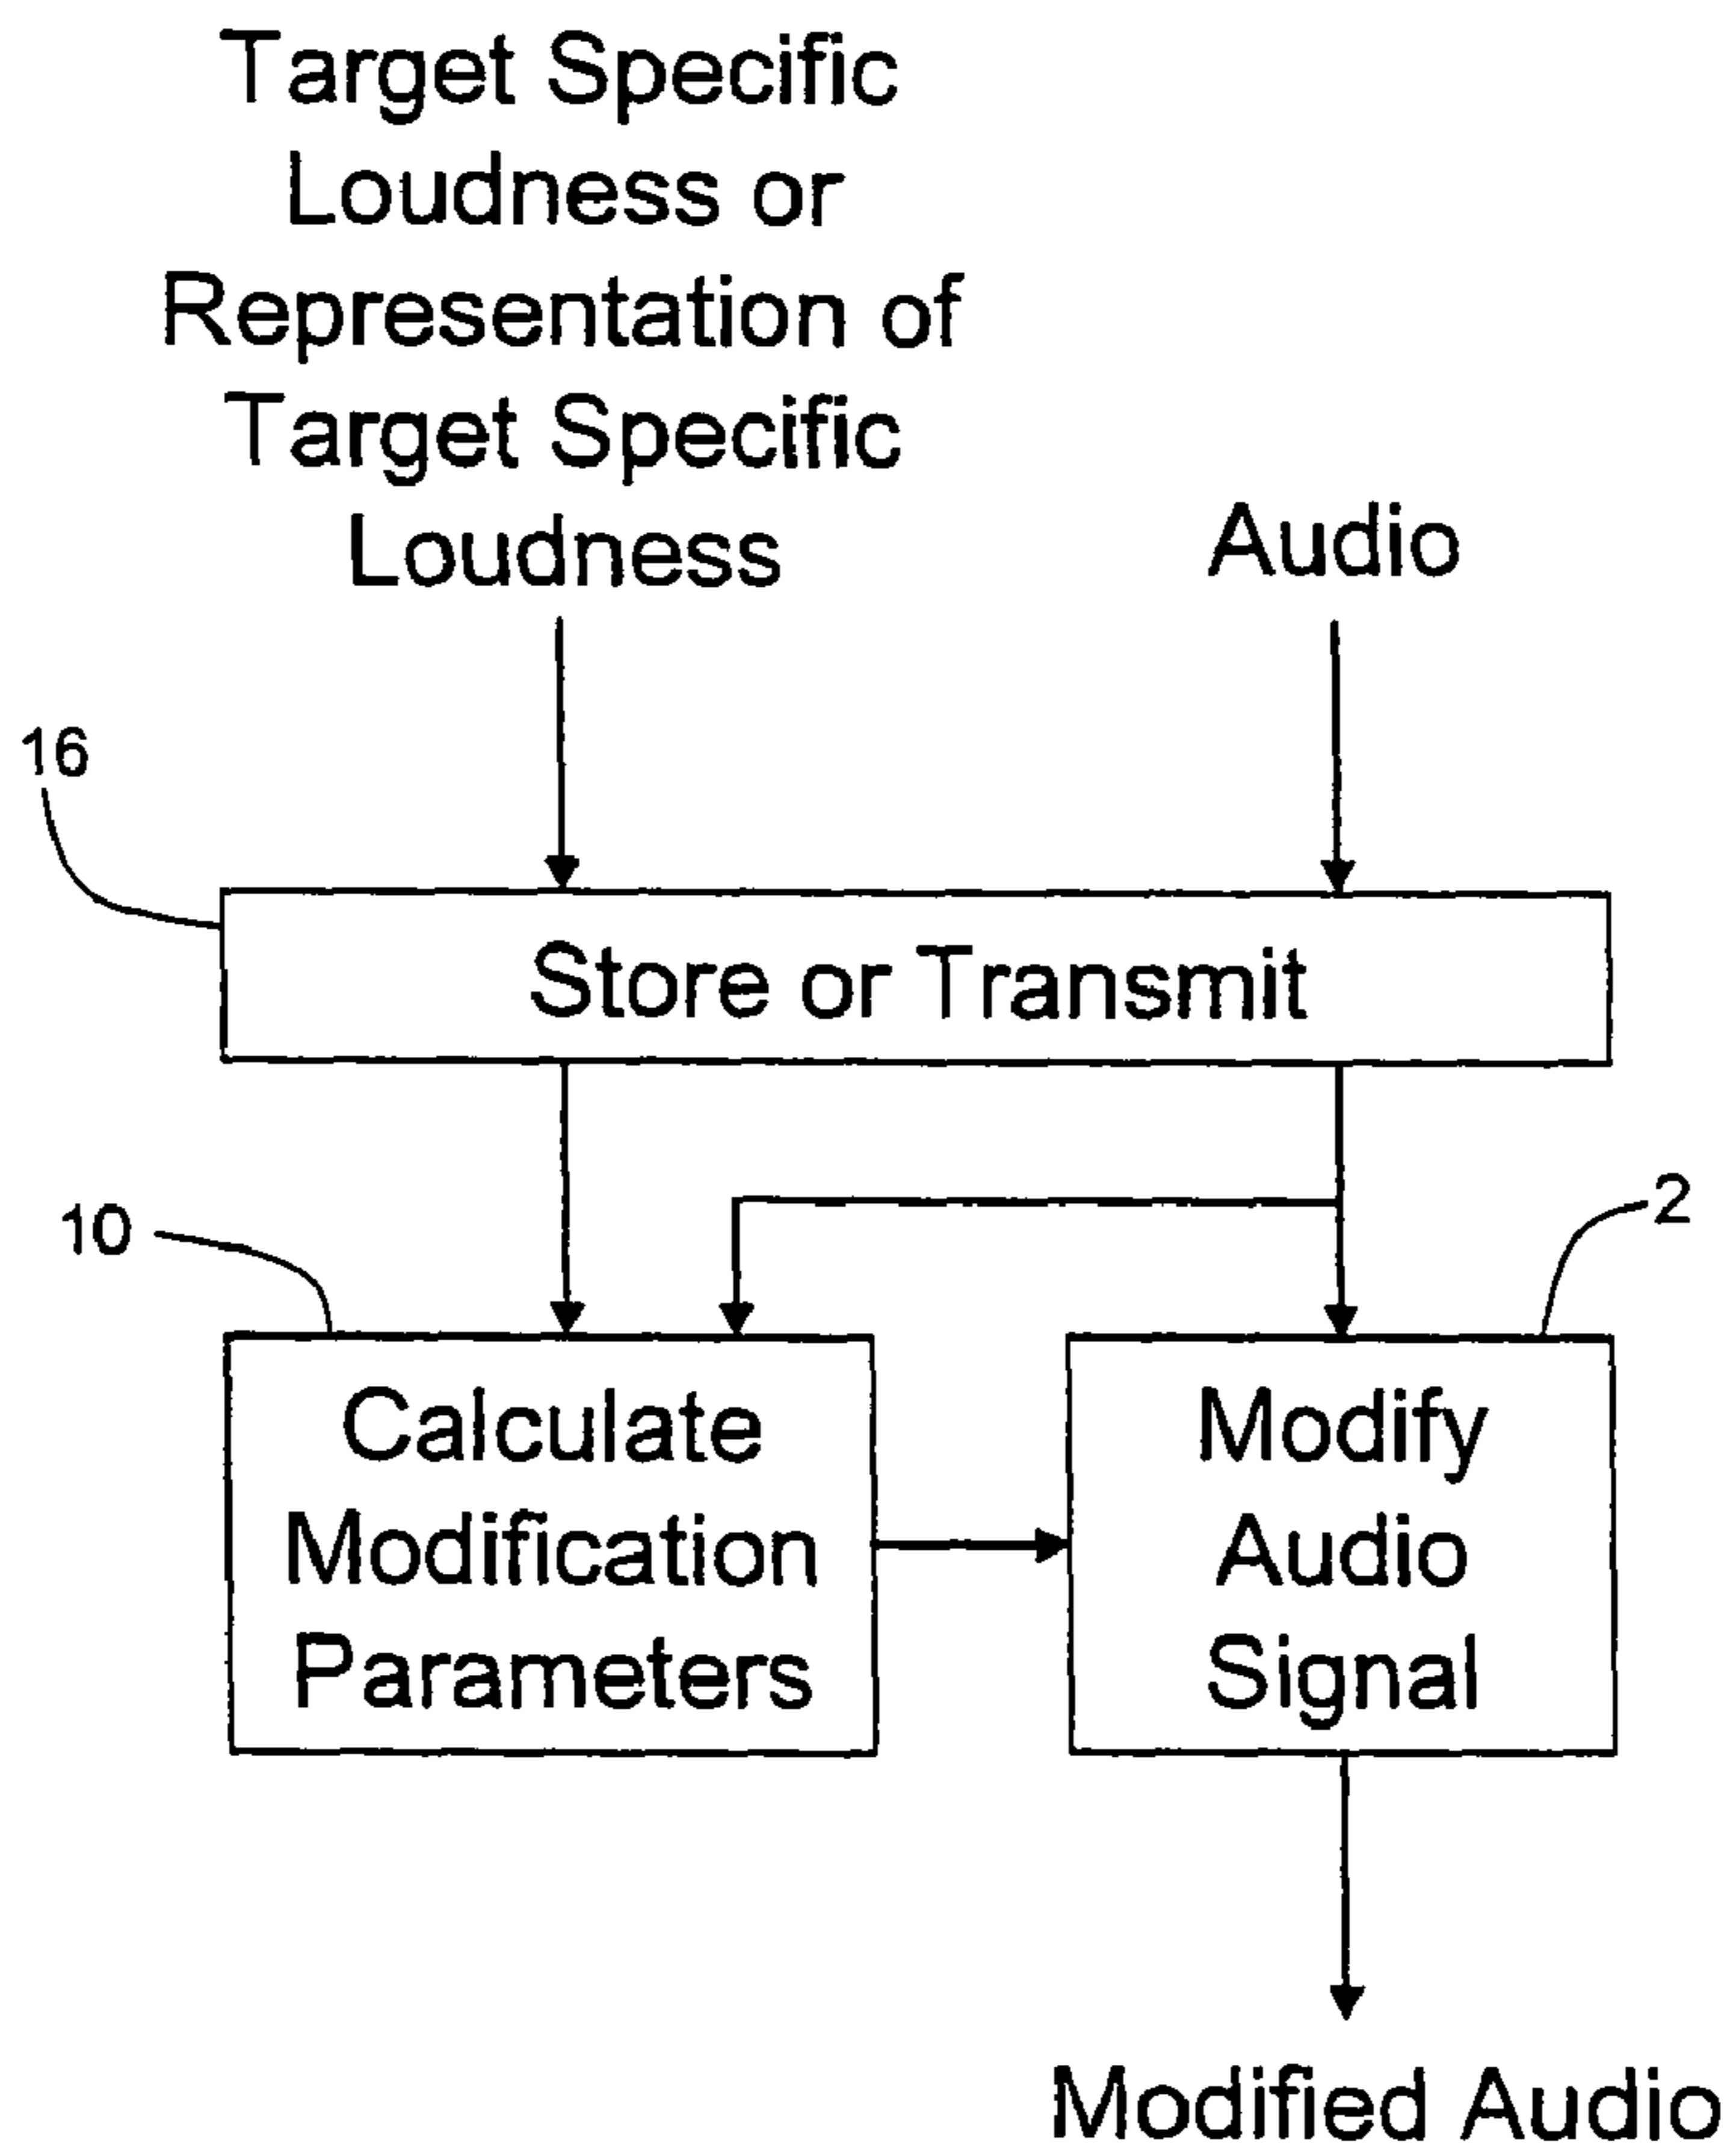 Target Specific
Loudness or
Representation of
Target Specific
Loudness
Audio
16
Store or Transmit
10
2
Calculate
Modification
Parameters
Modify
Audio
Signal
Modified Audio